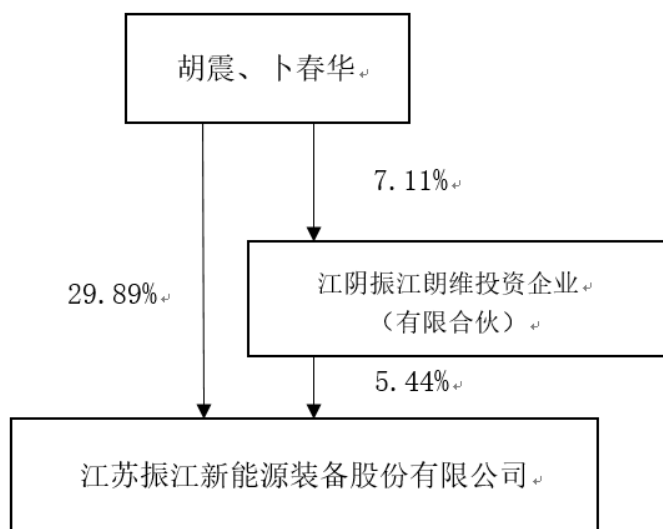 胡震、卜春华
7.11%
29.89%
江阴振江朗维投资企业
（有限合伙）
5.44%
江苏振江新能源装备股份有限公司